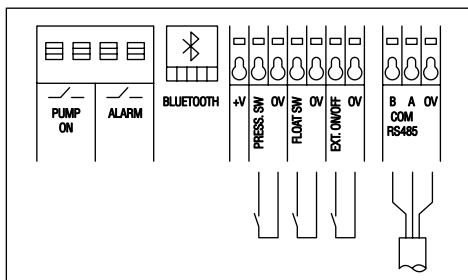 PUMP
ON
ALARM
BLUETOOTH
+V
PRESS. SW
0V
FLOAT SW
0V
EXT. ON/OFF
0V
B A 0V
COM
RS485